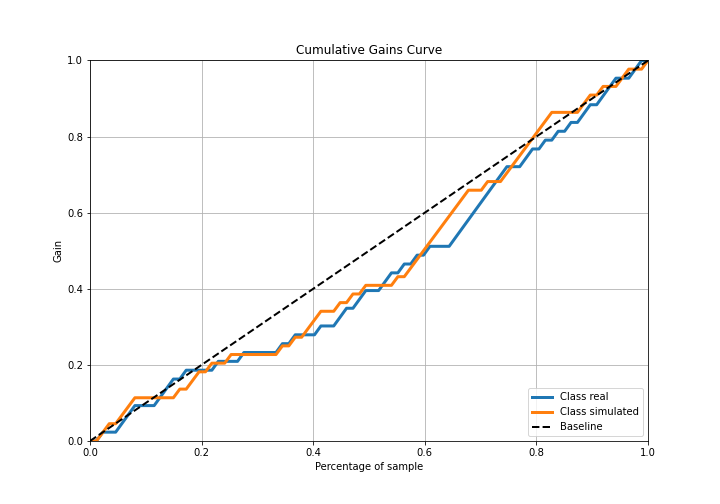 Cumulative Gains Curve
1.0
0.8
0.6
0.4
0.2
0.0
Gain
0.0 0.2 0.4 0.6 0.8 1.0
Percentage of sample
Class real
Class simulated
Baseline